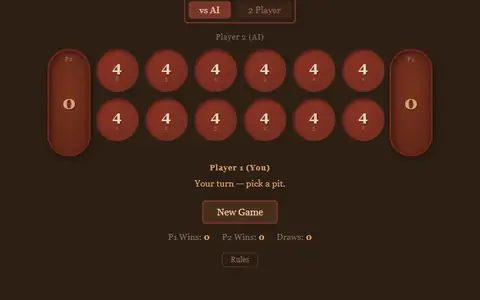 vs AI 2 Player
Player 2 (AI)
P2 4 4 4 4 4 4 P1
0 0
4 4 4 4 4 4
Player 1 (You)
Your turn — pick a pit.
New Game
P1 Wins: 0 P2 Wins: 0 Draws: 0
Rules